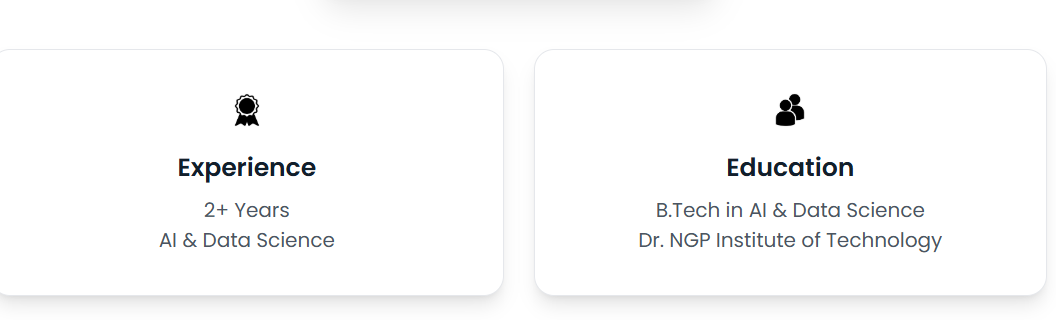 Experience
2+ Years
AI & Data Science
Education
B.Tech in AI & Data Science
Dr. NGP Institute of Technology